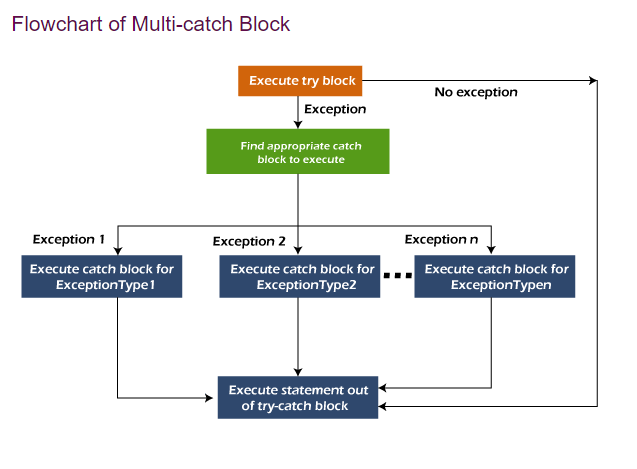 Flowchart of Multi-catch Block
Execute try block
No exception
Exception
Find appropriate catch
block to execute
Exception 1
Exception 2
Exception n
Execute catch block for
ExceptionType1
Execute catch block for
ExceptionType2
Execute catch block for
ExceptionTypen
Execute statement out
of try-catch block